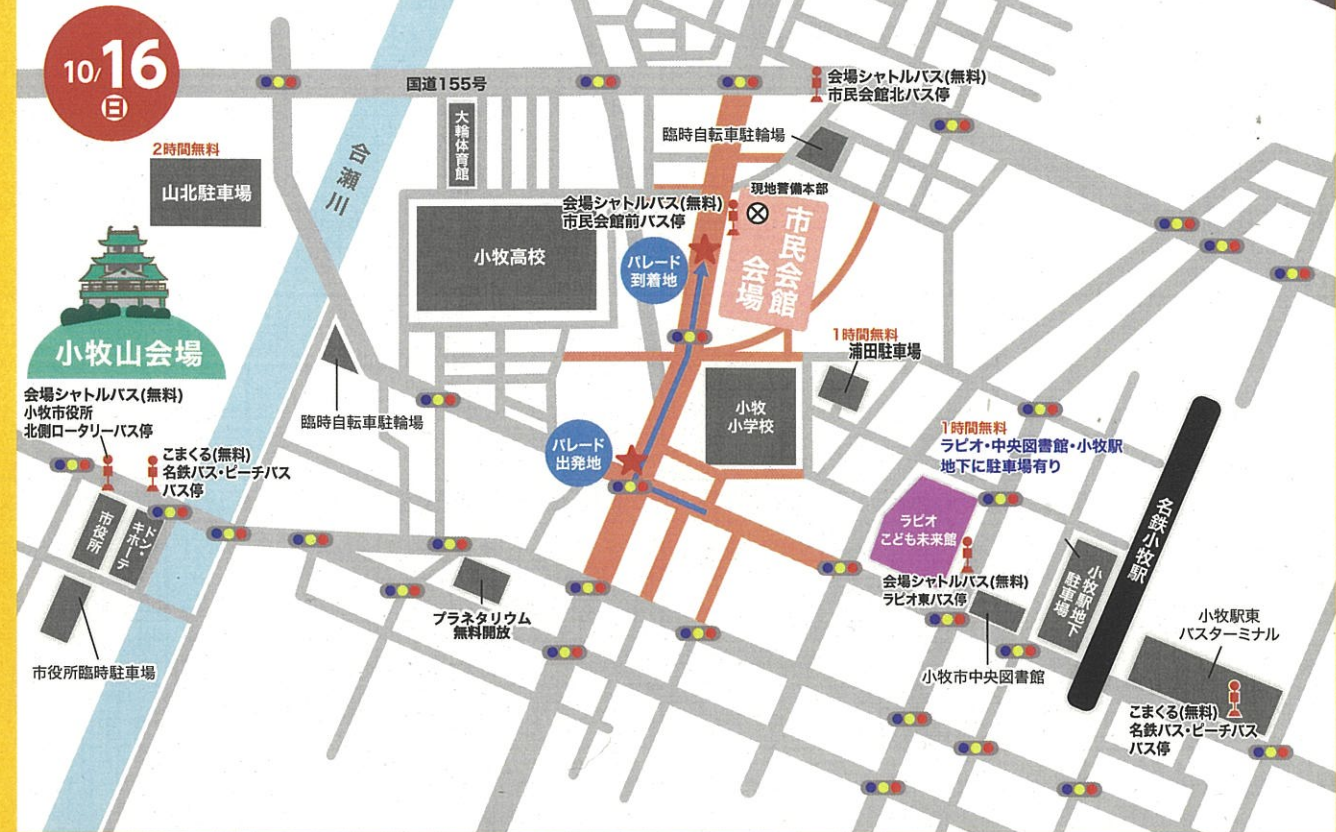 10/16
㊐
国道155号
会場シャトルバス(無料)
市民会館北バス停
大輪体育館
臨時自転車駐輪場
2時間無料
山北駐車場
合瀬川
会場シャトルバス(無料)
市民会館前バス停
現地警備本部
市民会館
会場
小牧高校
パレード
到着地
小牧山会場
1時間無料
浦田駐車場
会場シャトルバス(無料)
小牧市役所
北側ロータリーバス停
臨時自転車駐輪場
小牧
小学校
こまくる(無料)
名鉄バス・ピーチバス
バス停
パレード
出発地
1時間無料
ラピオ・中央図書館・小牧駅
地下に駐車場有り
名鉄小牧駅
市役所
ドン・
キホーテ
ラピオ
こども未来館
会場シャトルバス(無料)
ラピオ東バス停
小牧駅地下
駐車場
プラネタリウム
無料開放
小牧駅東
バスターミナル
市役所臨時駐車場
小牧市中央図書館
こまくる(無料)
名鉄バス・ピーチバス
バス停